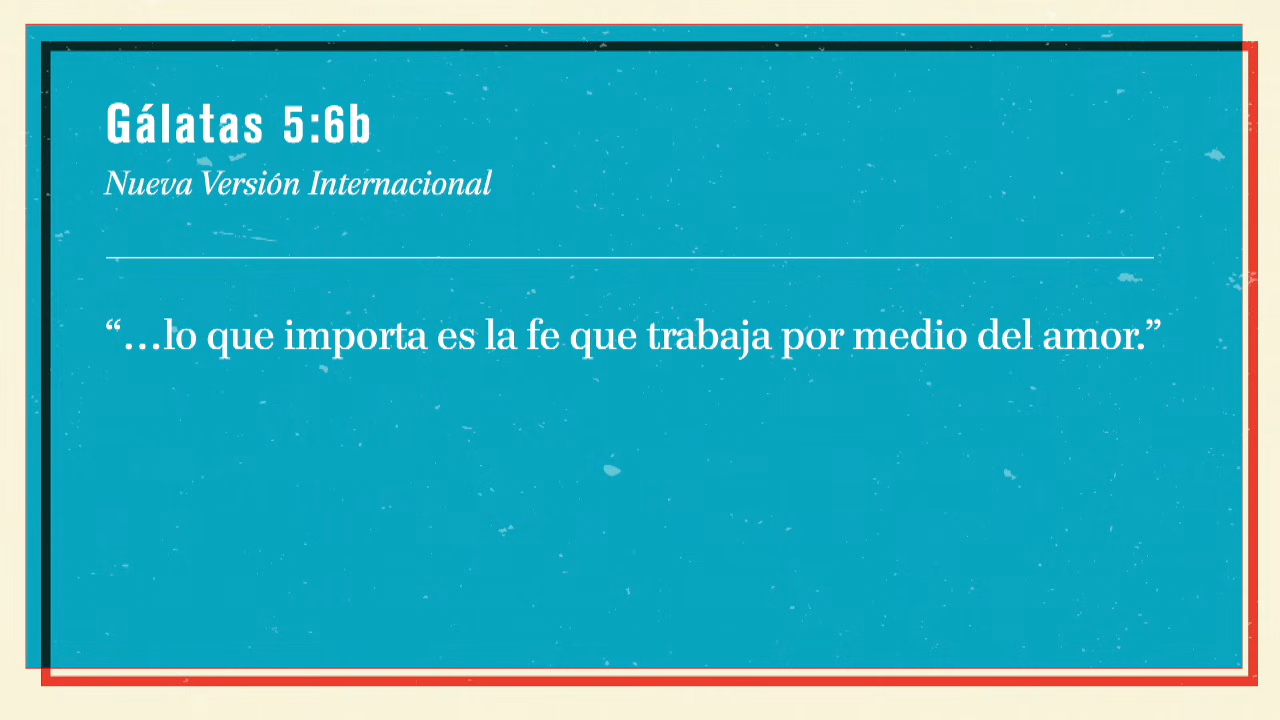 Gálatas 5:6b
Nueva Versión Internacional
“...lo que importa es la fe que trabaja por medio del amor.”